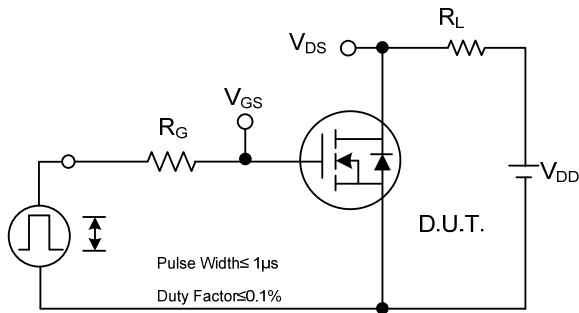 R_L
V_DS
V_GS
R_G
V_DD
D.U.T.
Pulse Width≤ 1μs
Duty Factor≤0.1%